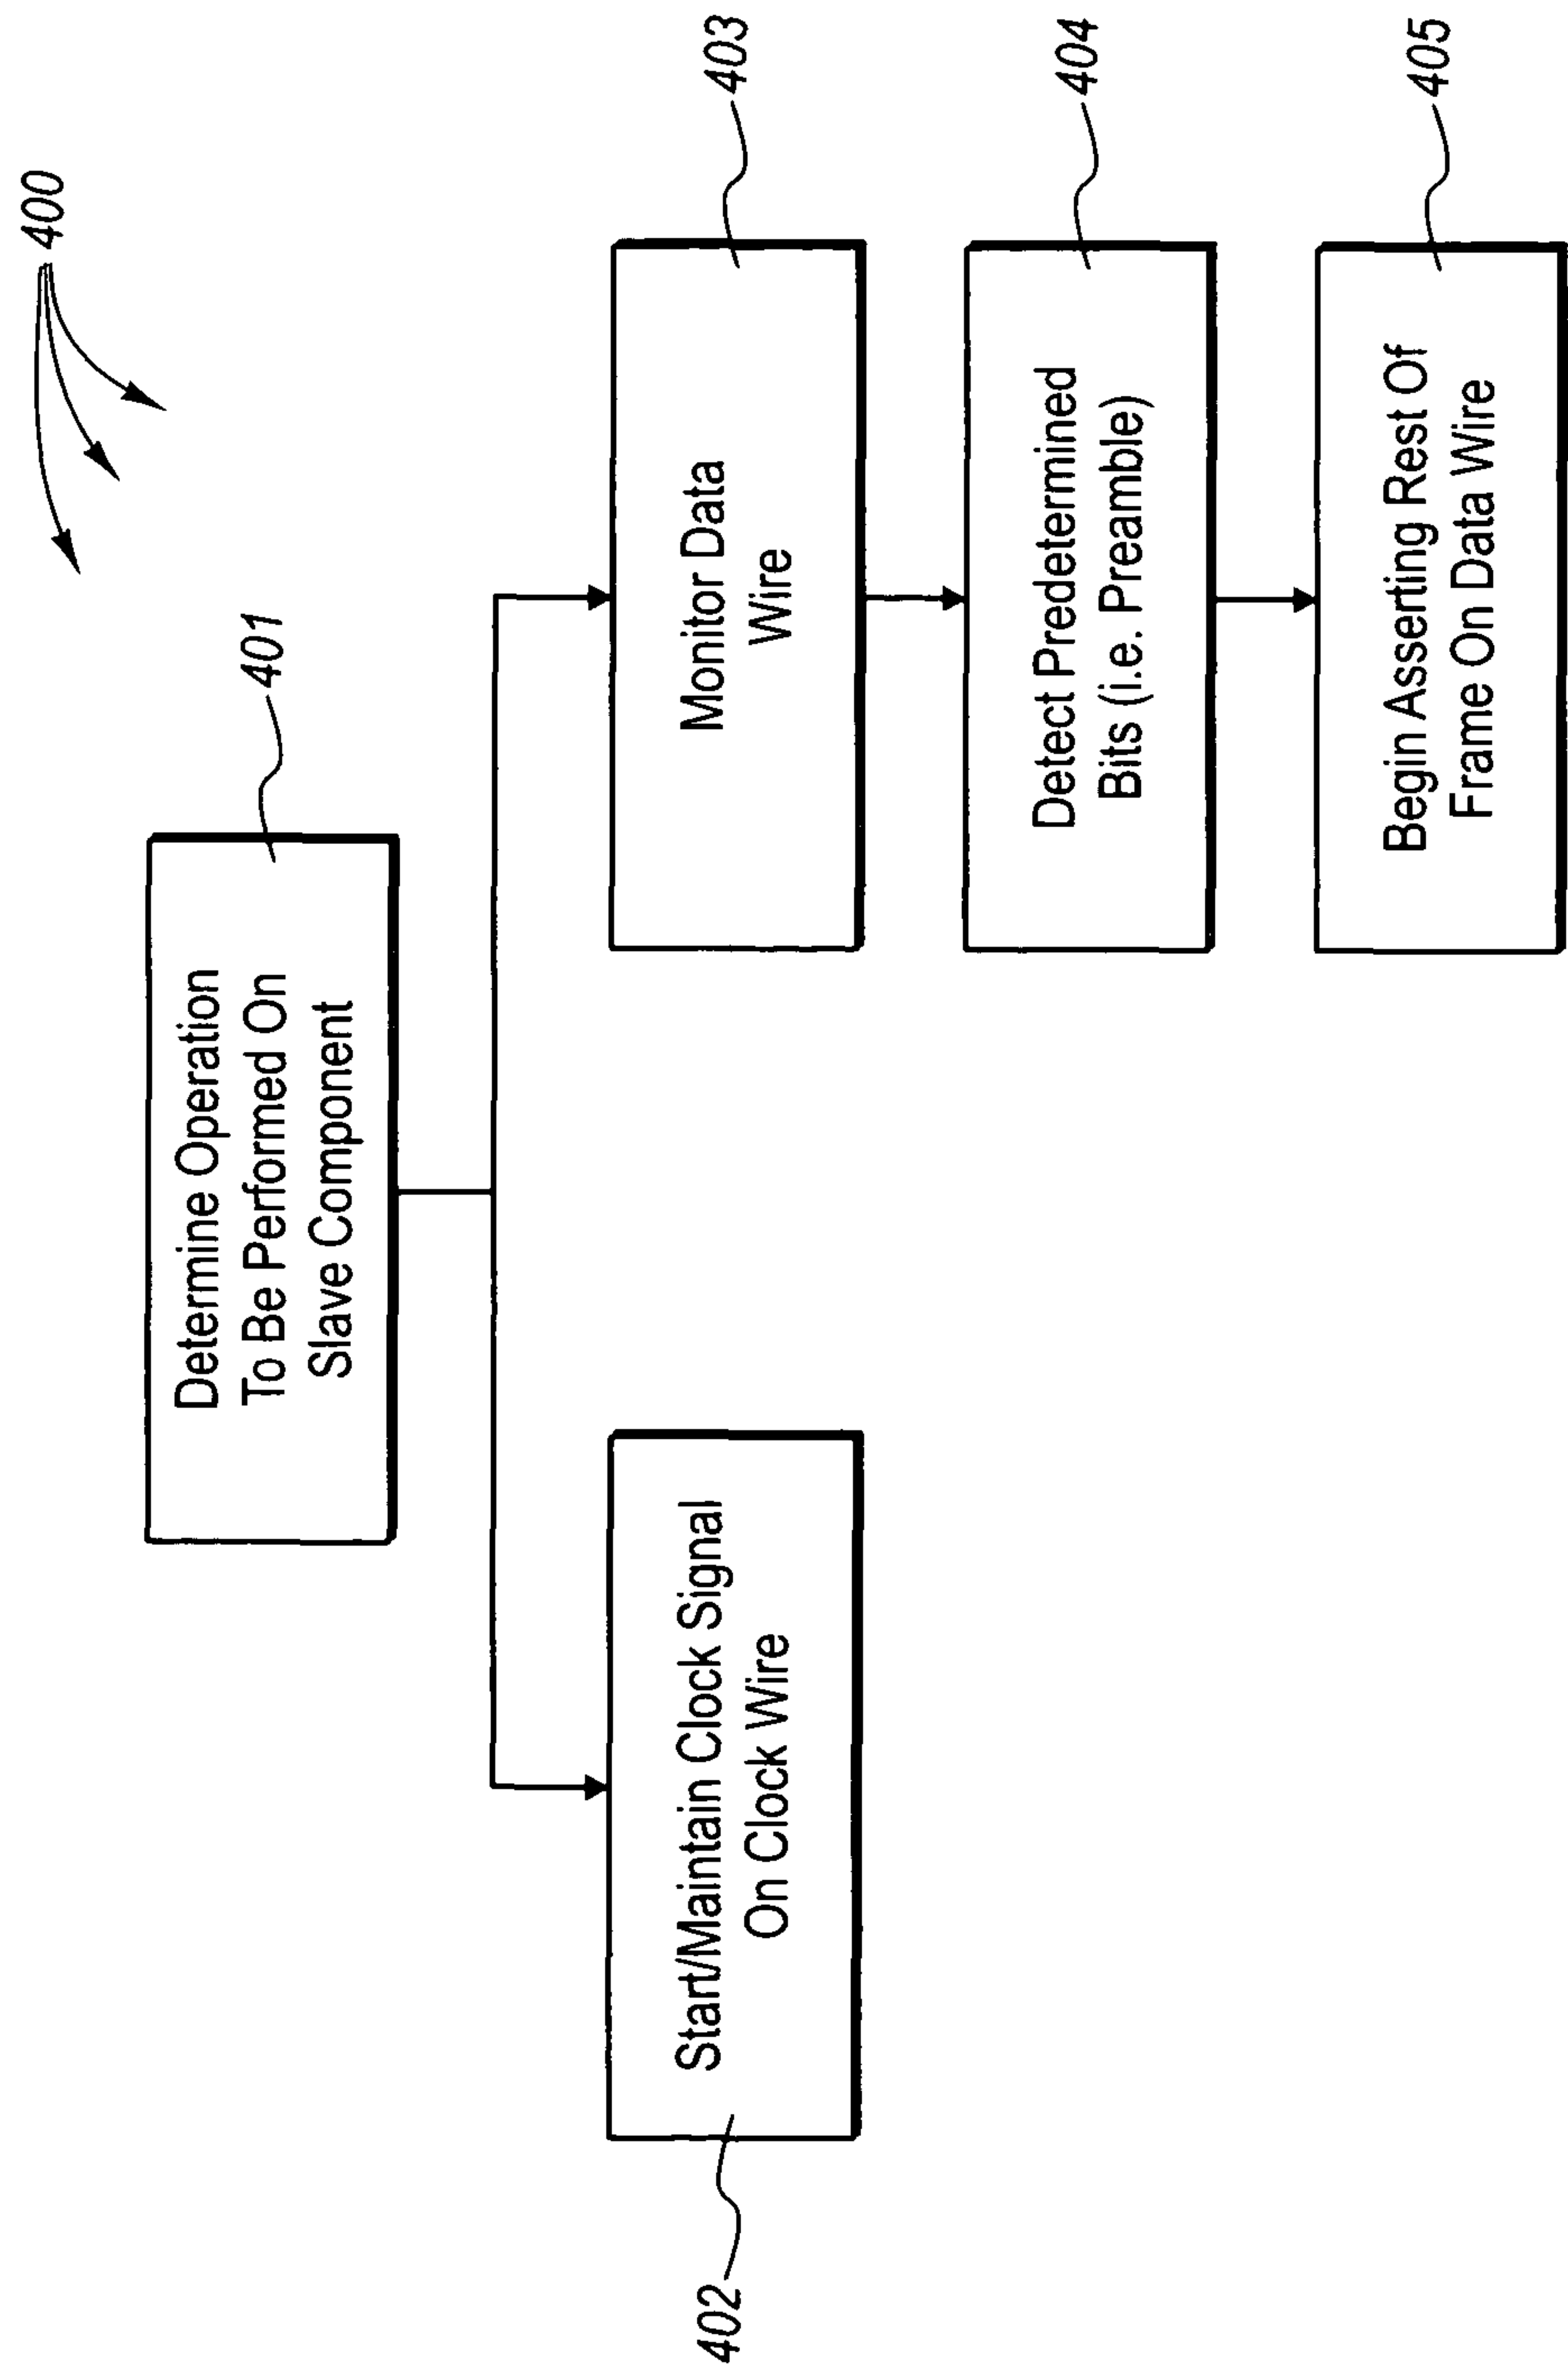 400
401
Determine Operation
To Be Performed On
Slave Component
402
Start/Maintain Clock Signal
On Clock Wire
403
Monitor Data
Wire
404
Detect Predetermined
Bits (i.e. Preamble)
405
Begin Asserting Rest Of
Frame On Data Wire